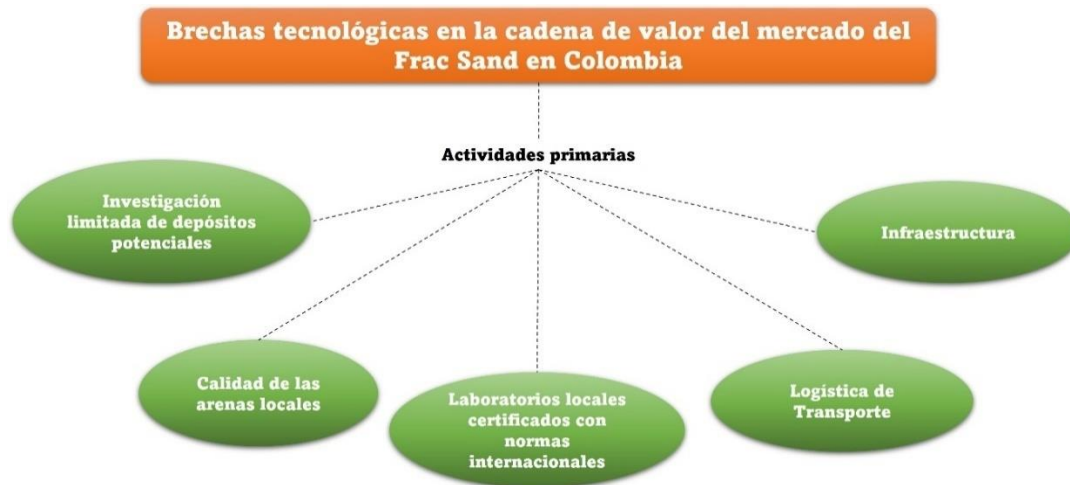 Brechas tecnológicas en la cadena de valor del mercado del
Frac Sand en Colombia
Actividades primarias
Investigación
limitada de depósitos
potenciales
Infraestructura
Calidad de las
arenas locales
Laboratorios locales
certificados con
normas
internacionales
Logística de
Transporte